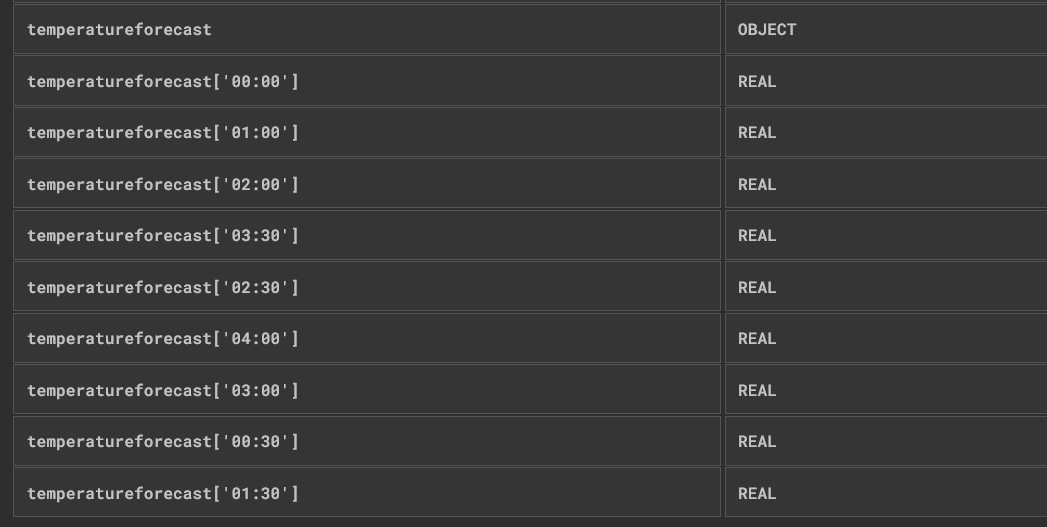 temperatureforecast OBJECT
temperatureforecast['00:00'] REAL
temperatureforecast['01:00'] REAL
temperatureforecast['02:00'] REAL
temperatureforecast['03:30'] REAL
temperatureforecast['02:30'] REAL
temperatureforecast['04:00'] REAL
temperatureforecast['03:00'] REAL
temperatureforecast['00:30'] REAL
temperatureforecast['01:30'] REAL